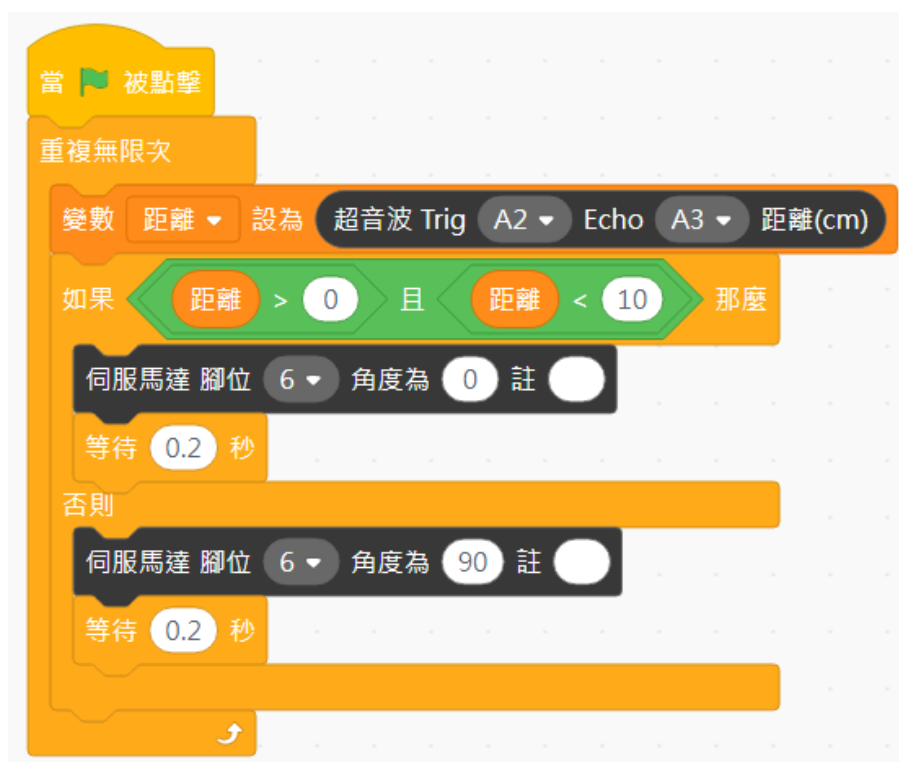 當 被點擊
重複無限次
變數 距離 設為 超音波 Trig A2 Echo A3 距離(cm)
如果 距離 > 0 且 距離 < 10 那麼
伺服馬達 腳位 6 角度為 0 註
等待 0.2 秒
否則
伺服馬達 腳位 6 角度為 90 註
等待 0.2 秒